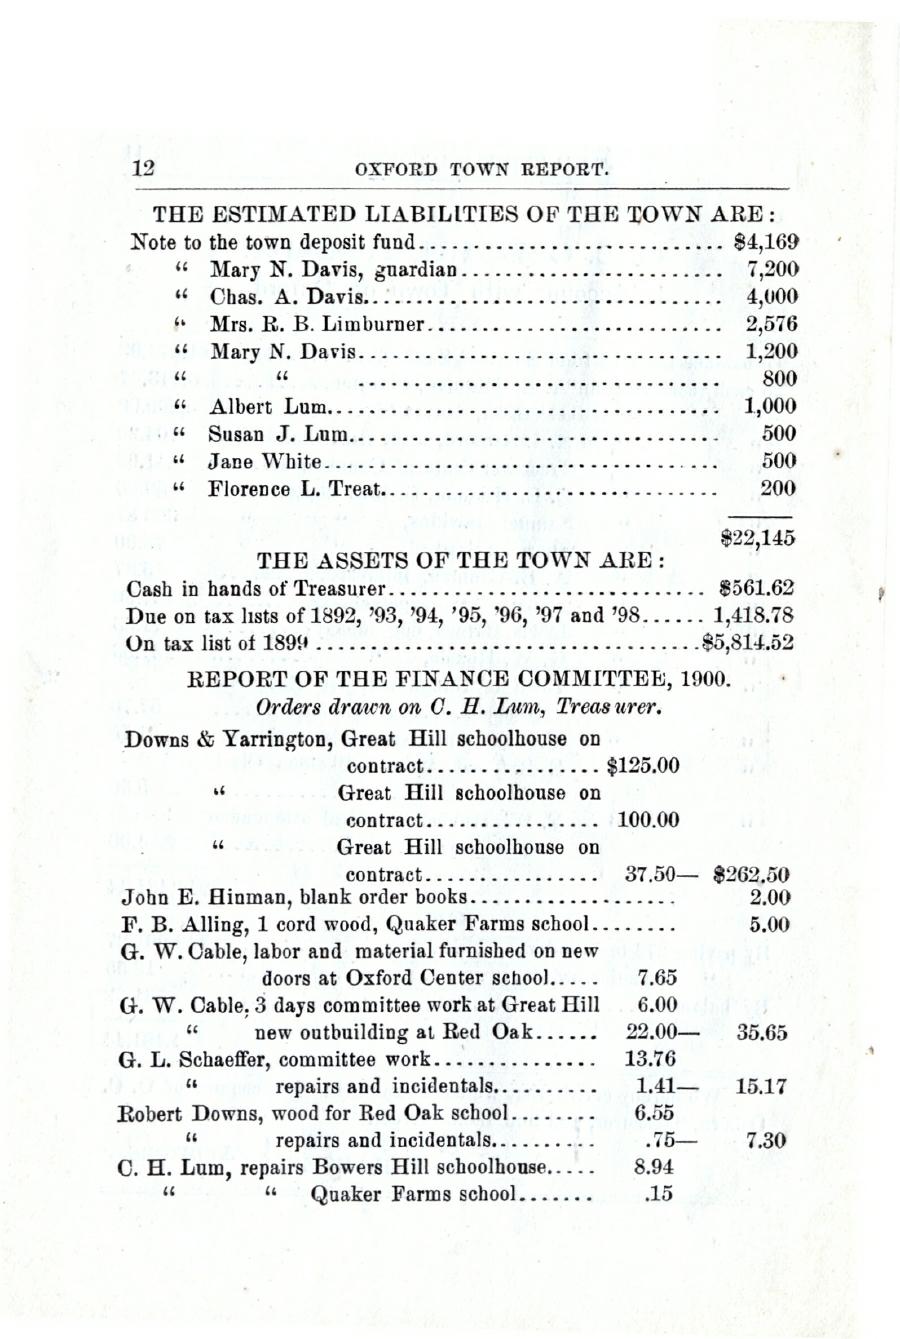 12 OXFORD TOWN REPORT.
THE ESTIMATED LIABILITIES OF THE TOWN ARE :
Note to the town deposit fund........................... $4,169
“ Mary N. Davis, guardian........................ 7,200
“ Chas. A. Davis................................ 4,000
“ Mrs. R. B. Limburner.......................... 2,576
“ Mary N. Davis................................. 1,200
“ “ ................................. 800
“ Albert Lum.................................... 1,000
“ Susan J. Lum.................................. 500
“ Jane White.................................... 500
“ Florence L. Treat............................... 200
$22,145
THE ASSETS OF THE TOWN ARE :
Cash in hands of Treasurer............................. $561.62
Due on tax lists of 1892, ’93, ’94, ’95, ’96, ’97 and ’98...... 1,418.78
On tax list of 1899 ...................................$5,814.52
REPORT OF THE FINANCE COMMITTEE, 1900.
Orders drawn on C. H. Lum, Treasurer.
Downs & Yarrington, Great Hill schoolhouse on
contract................ $125.00
“ Great Hill schoolhouse on
contract................ 100.00
“ Great Hill schoolhouse on
contract................ 37.50— $262.50
John E. Hinman, blank order books................... 2.00
F. B. Alling, 1 cord wood, Quaker Farms school........ 5.00
G. W. Cable, labor and material furnished on new
doors at Oxford Center school..... 7.65
G. W. Cable, 3 days committee work at Great Hill 6.00
“ new outbuilding at Red Oak...... 22.00— 35.65
G. L. Schaeffer, committee work............... 13.76
“ repairs and incidentals.......... 1.41— 15.17
Robert Downs, wood for Red Oak school........ 6.55
“ repairs and incidentals.......... .75— 7.30
C. H. Lum, repairs Bowers Hill schoolhouse..... 8.94
“ “ Quaker Farms school....... .15